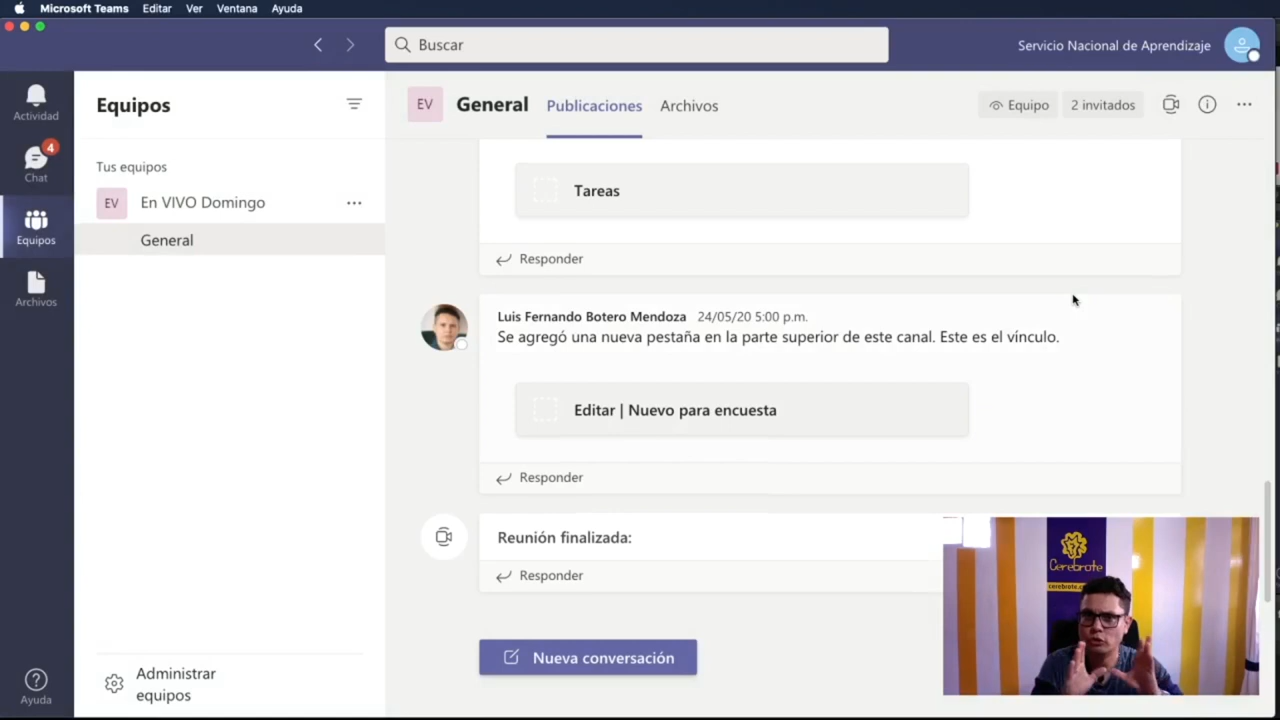 Microsoft Teams Editar Ver Ventana Ayuda
Buscar
Servicio Nacional de Aprendizaje
Actividad
4
Chat
Equipos
Archivos
Ayuda
Equipos
Tus equipos
EV En VIVO Domingo
General
Administrar
equipos
EV General Publicaciones Archivos
Equipo 2 invitados
Tareas
Responder
Luis Fernando Botero Mendoza 24/05/20 5:00 p.m.
Se agregó una nueva pestaña en la parte superior de este canal. Este es el vínculo.
Editar | Nuevo para encuesta
Responder
Reunión finalizada:
Responder
Nueva conversación
Cerebrote